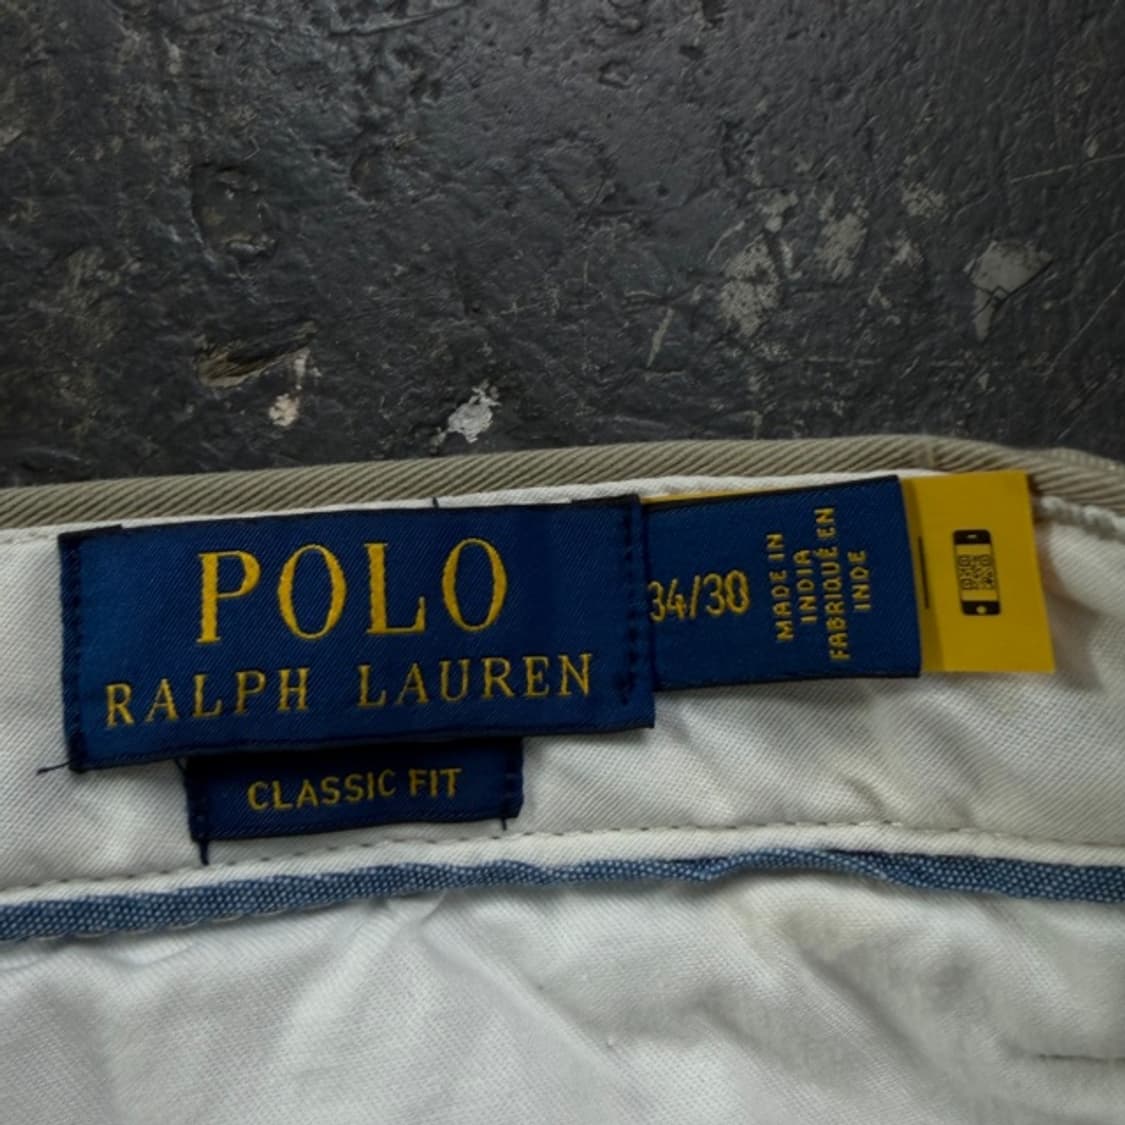 POLO
RALPH LAUREN
CLASSIC FIT
34/30
MADE IN
INDIA
FABRIQUÉ EN
INDE